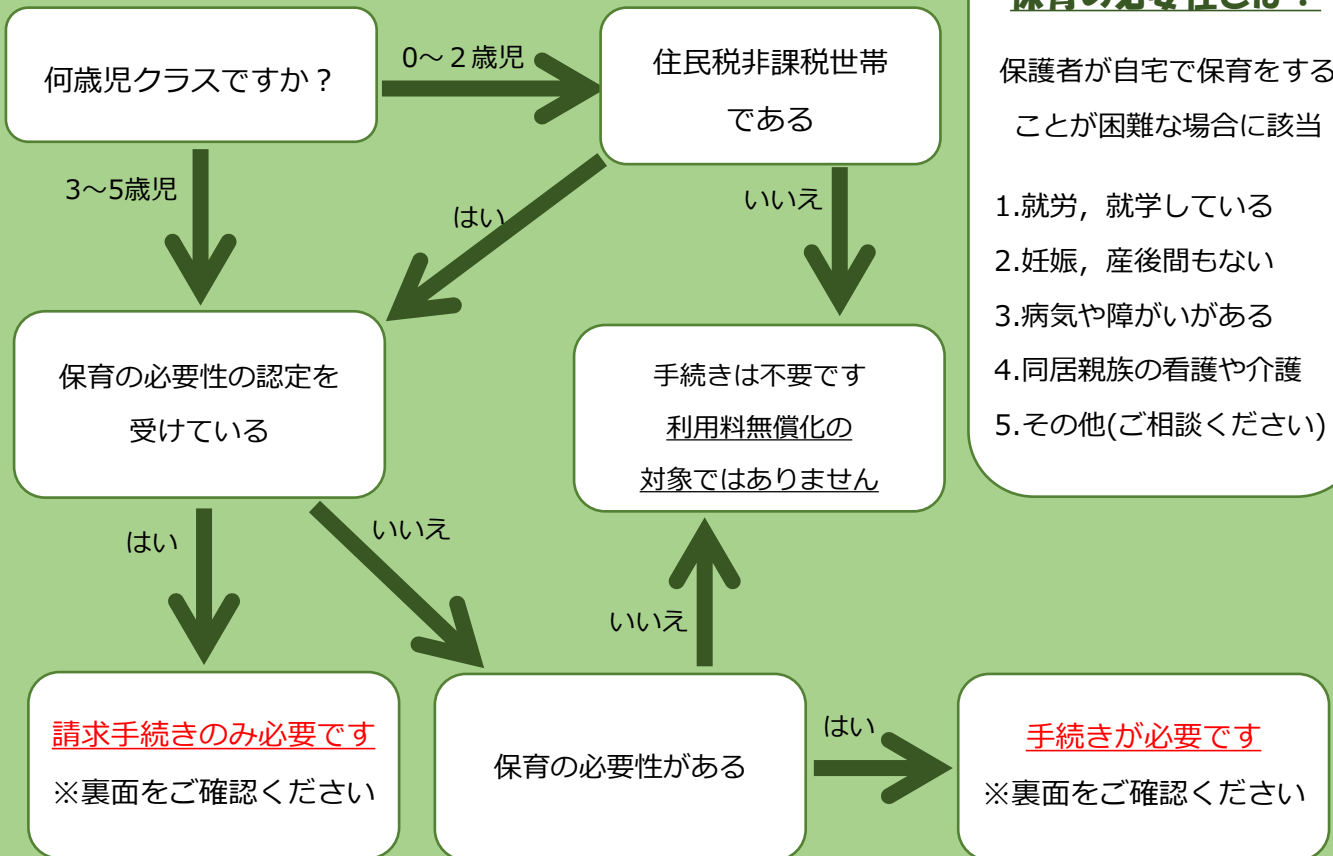 何歳児クラスですか？
0～２歳児
住民税非課税世帯
である
3～5歳児
はい
いいえ
保育の必要性の認定を
受けている
手続きは不要です
利用料無償化の
対象ではありません
はい
いいえ
いいえ
請求手続きのみ必要です
※裏面をご確認ください
保育の必要性がある
はい
手続きが必要です
※裏面をご確認ください
保育の必要性とは？
保護者が自宅で保育をする
ことが困難な場合に該当
1.就労，就学している
2.妊娠，産後間もない
3.病気や障がいがある
4.同居親族の看護や介護
5.その他(ご相談ください)